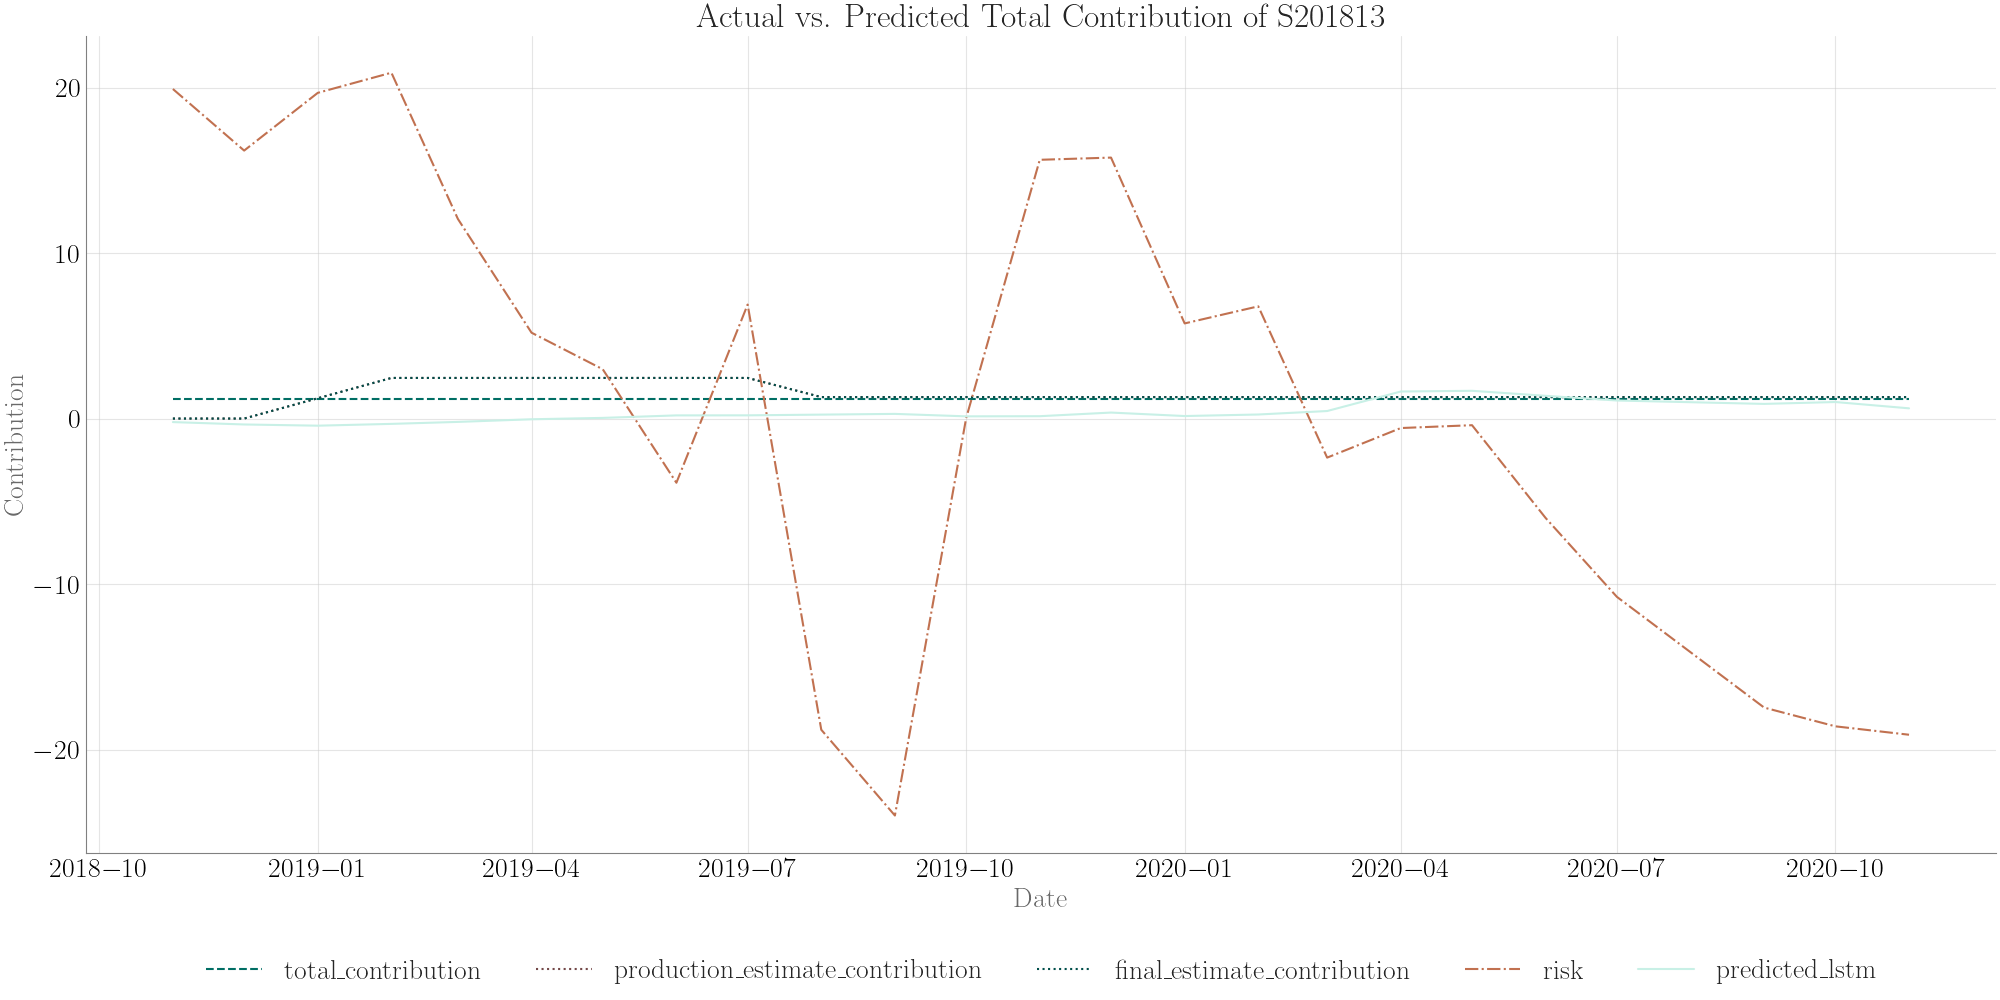 Actual vs. Predicted Total Contribution of S201813
20
10
0
−10
−20
Contribution
2018−10 2019−01 2019−04 2019−07 2019−10 2020−01 2020−04 2020−07 2020−10
Date
total_contribution production_estimate_contribution final_estimate_contribution risk predicted_lstm